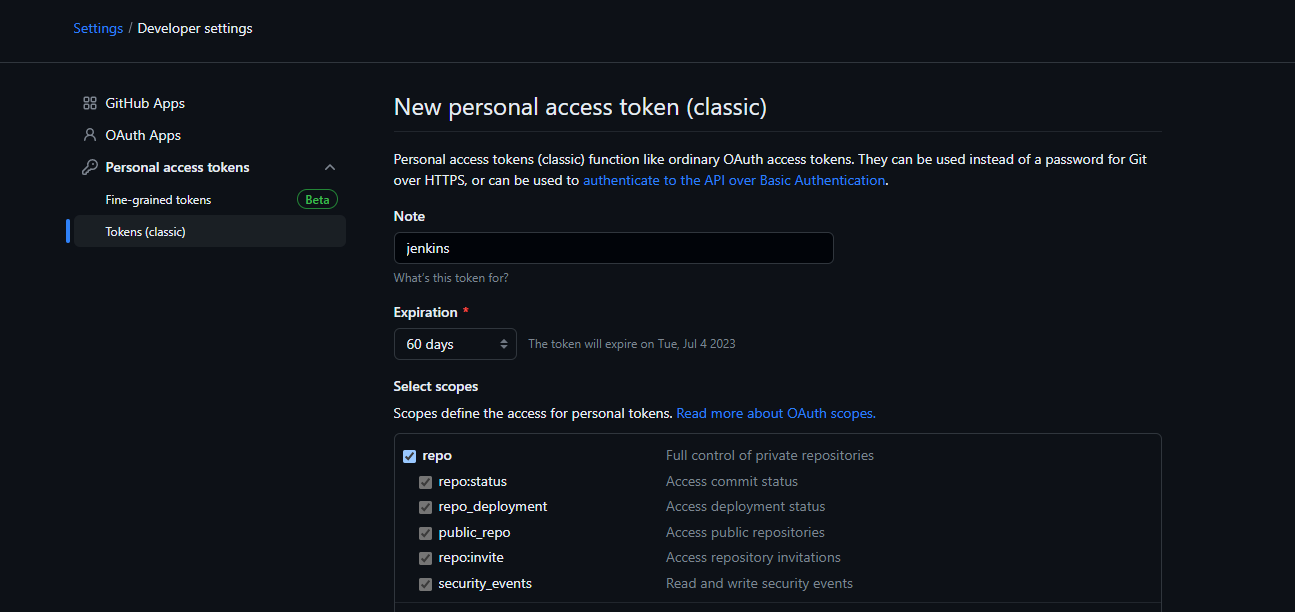 Settings / Developer settings
GitHub Apps
OAuth Apps
Personal access tokens
Fine-grained tokens Beta
Tokens (classic)
New personal access token (classic)
Personal access tokens (classic) function like ordinary OAuth access tokens. They can be used instead of a password for Git
over HTTPS, or can be used to authenticate to the API over Basic Authentication.
Note
jenkins
What's this token for?
Expiration *
60 days The token will expire on Tue, Jul 4 2023
Select scopes
Scopes define the access for personal tokens. Read more about OAuth scopes.
repo Full control of private repositories
repo:status Access commit status
repo_deployment Access deployment status
public_repo Access public repositories
repo:invite Access repository invitations
security_events Read and write security events